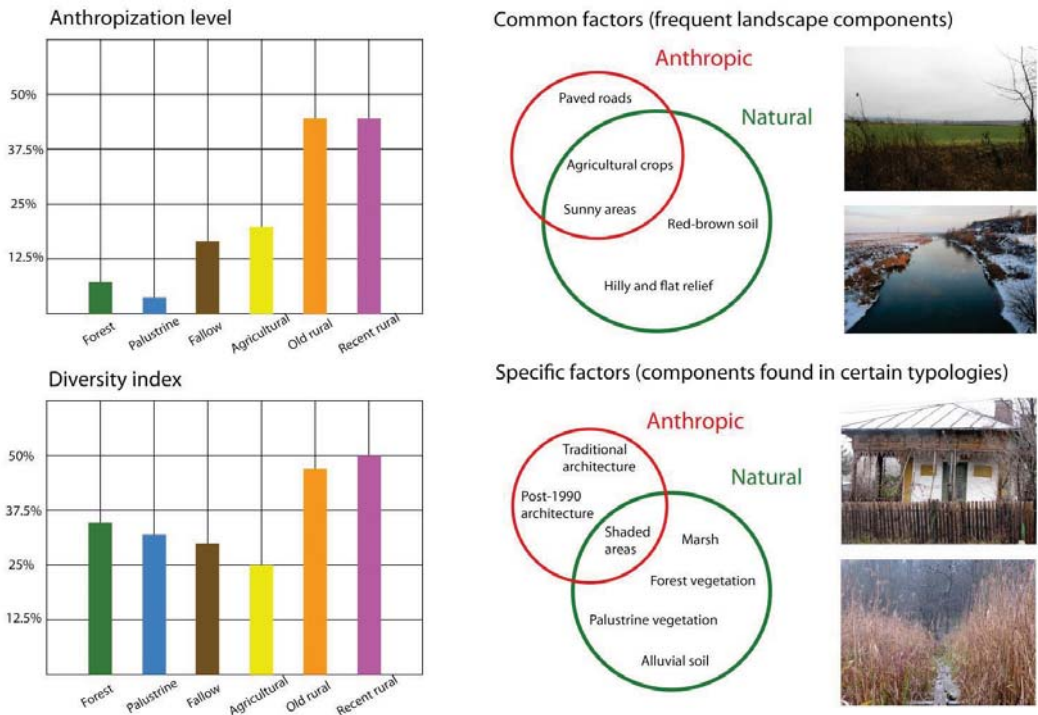 Anthropization level
50%
37.5%
25%
12.5%
Forest
Palustrine
Fallow
Agricultural
Old rural
Recent rural
Diversity index
50%
37.5%
25%
12.5%
Forest
Palustrine
Fallow
Agricultural
Old rural
Recent rural
Common factors (frequent landscape components)
Anthropic
Natural
Paved roads
Agricultural crops
Sunny areas
Red-brown soil
Hilly and flat relief
Specific factors (components found in certain typologies)
Anthropic
Natural
Traditional
architecture
Post-1990
architecture
Shaded
areas
Marsh
Forest vegetation
Palustrine vegetation
Alluvial soil